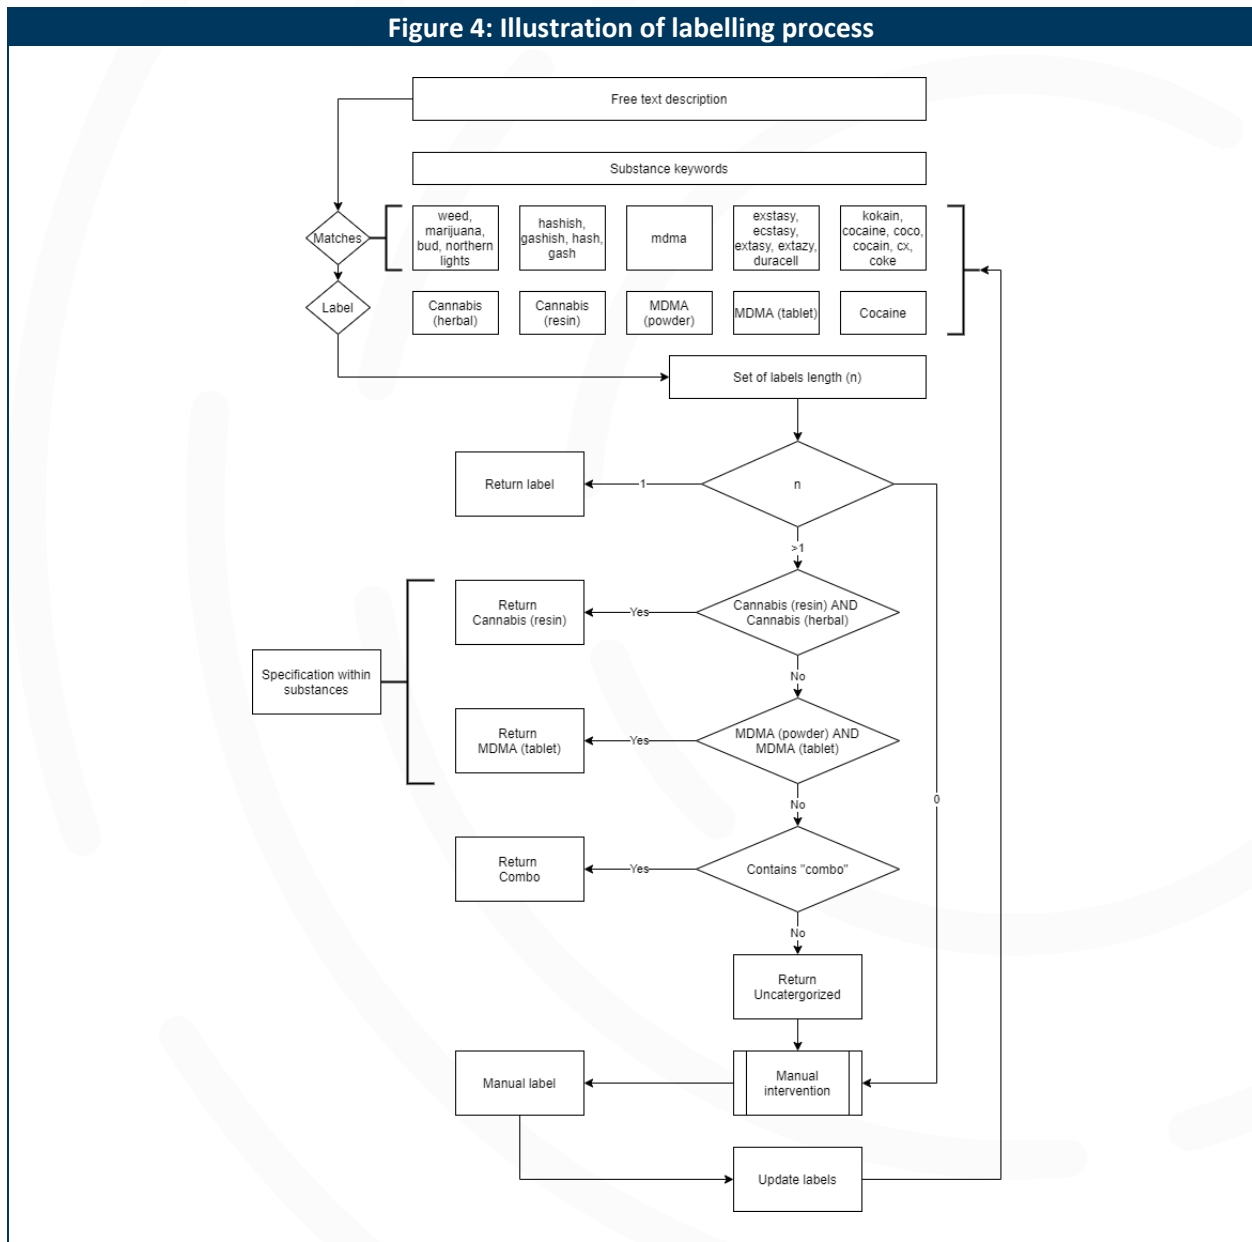 Figure 4: Illustration of labelling process
Free text description
Substance keywords
Matches
weed,
marijuana,
bud, northern
lights
hashish,
gashish, hash,
gash
mdma
exstasy,
ecstasy,
extasy, extazy,
duracell
kokain,
cocaine, coco,
cocain, cx,
coke
Label
Cannabis
(herbal)
Cannabis
(resin)
MDMA
(powder)
MDMA (tablet)
Cocaine
Set of labels length (n)
Return label
1
n
>1
Return
Cannabis (resin)
Yes
Cannabis (resin) AND
Cannabis (herbal)
Specification within
substances
No
Return
MDMA (tablet)
Yes
MDMA (powder) AND
MDMA (tablet)
0
No
Return
Combo
Yes
Contains "combo"
No
Return
Uncatergorized
Manual label
Manual
intervention
Update labels